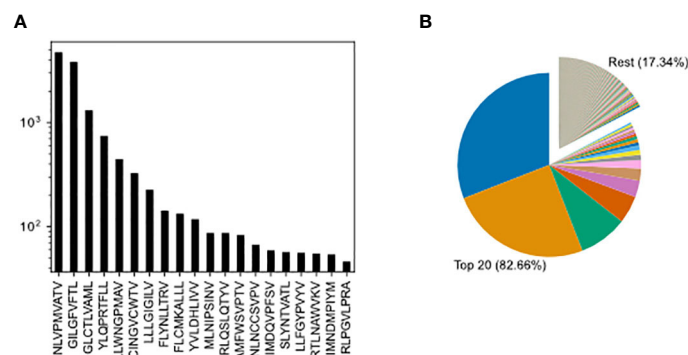 A
B
10³
10²
NLVPMVATV
GILGFVFTL
GLCTLVAML
YLQPRTFLL
LLWNGPMAV
CINGVCWTV
LLLGIGILV
FLYNLLTRV
FLCMKALLL
YVLDHLIVV
MLNIPSINV
RLQSLQTYV
AMFWSVPTV
NLNCCSVPV
IMDQVPFSV
SLYNTVATL
LLFGYPVYV
RTLNAWVKV
IMNDMPIYM
RLPGVLPRA
Rest (17.34%)
Top 20 (82.66%)